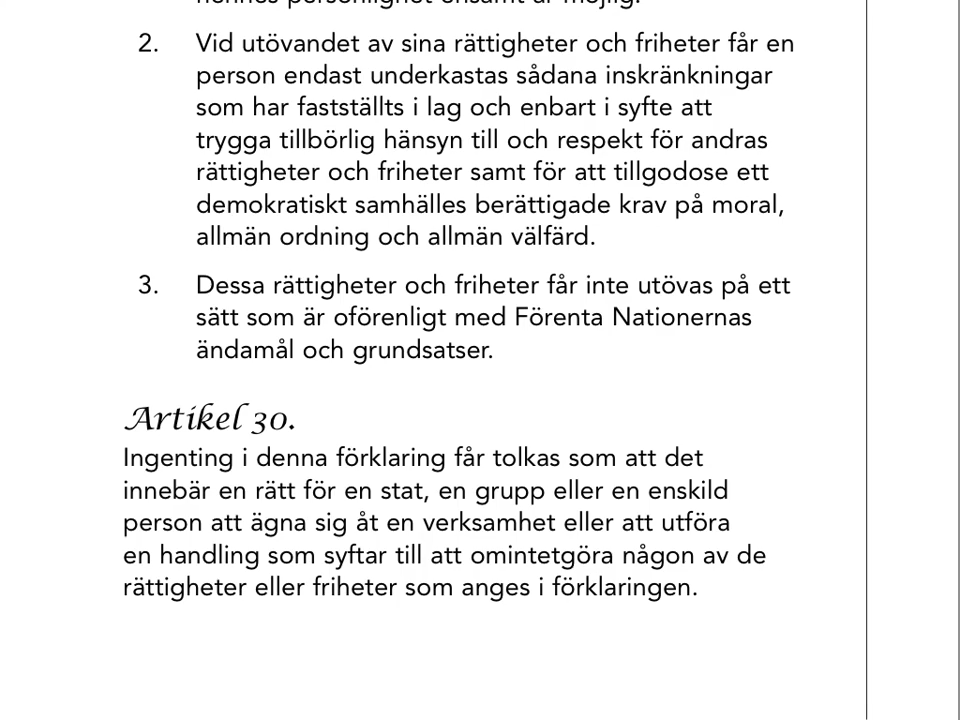 hennes personlighet ensamt är möjlig.
2. Vid utövandet av sina rättigheter och friheter får en
person endast underkastas sådana inskränkningar
som har fastställts i lag och enbart i syfte att
trygga tillbörlig hänsyn till och respekt för andras
rättigheter och friheter samt för att tillgodose ett
demokratiskt samhälles berättigade krav på moral,
allmän ordning och allmän välfärd.
3. Dessa rättigheter och friheter får inte utövas på ett
sätt som är oförenligt med Förenta Nationernas
ändamål och grundsatser.
Artikel 30.
Ingenting i denna förklaring får tolkas som att det
innebär en rätt för en stat, en grupp eller en enskild
person att ägna sig åt en verksamhet eller att utföra
en handling som syftar till att omintetgöra någon av de
rättigheter eller friheter som anges i förklaringen.